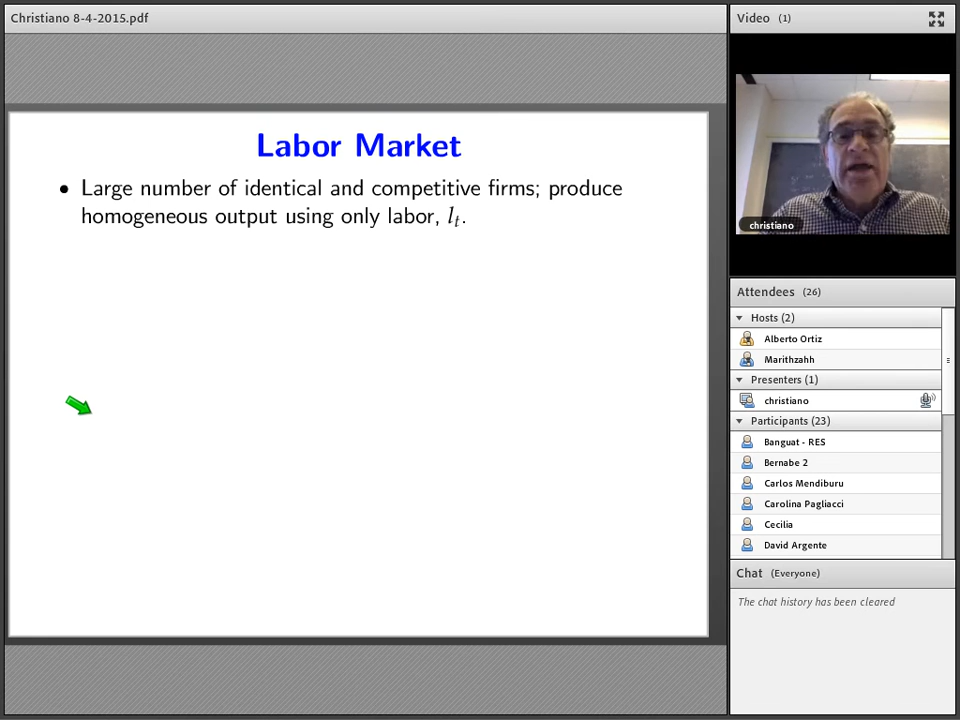 Christiano 8-4-2015.pdf
Labor Market
• Large number of identical and competitive firms; produce
homogeneous output using only labor, lₜ.
Video (1)
christiano
Attendees (26)
Hosts (2)
Alberto Ortiz
Marithzahh
Presenters (1)
christiano
Participants (23)
Banguat - RES
Bernabe 2
Carlos Mendiburu
Carolina Pagliacci
Cecilia
David Argente
Chat (Everyone)
The chat history has been cleared